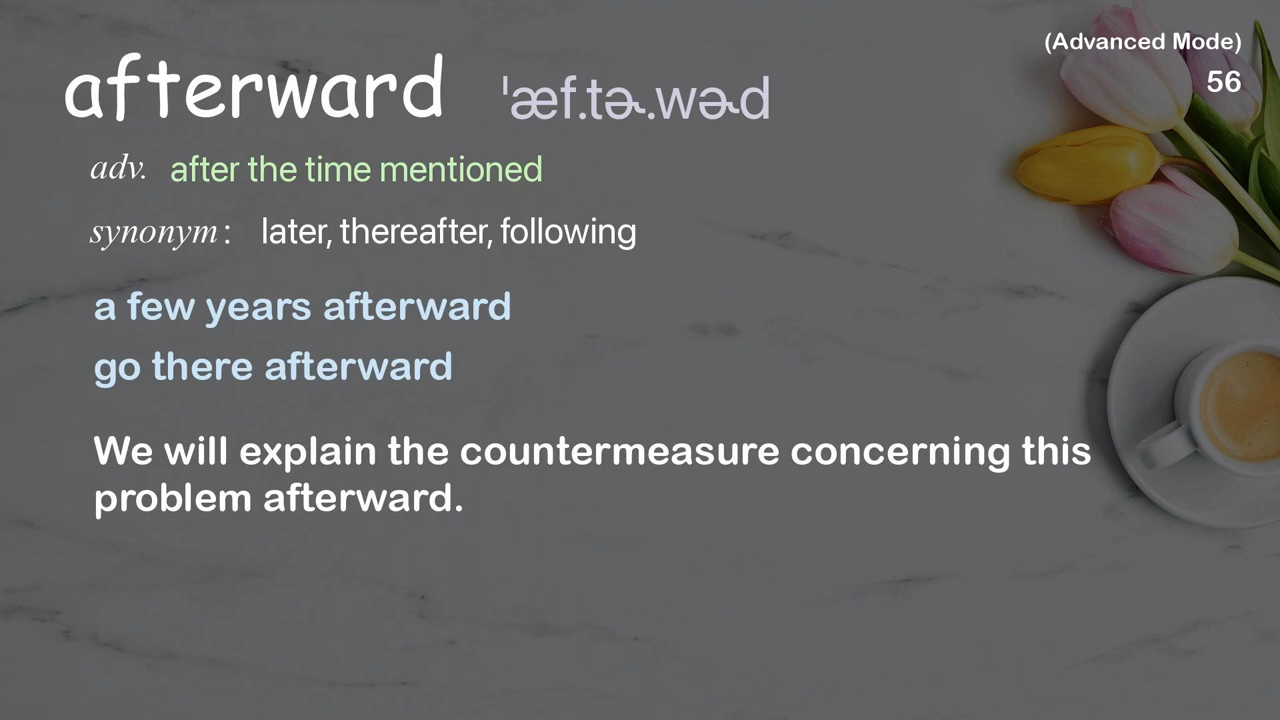 (Advanced Mode)
56
afterward ˈæf.tɚ.wɚd
adv. after the time mentioned
synonym: later, thereafter, following
a few years afterward
go there afterward
We will explain the countermeasure concerning this
problem afterward.